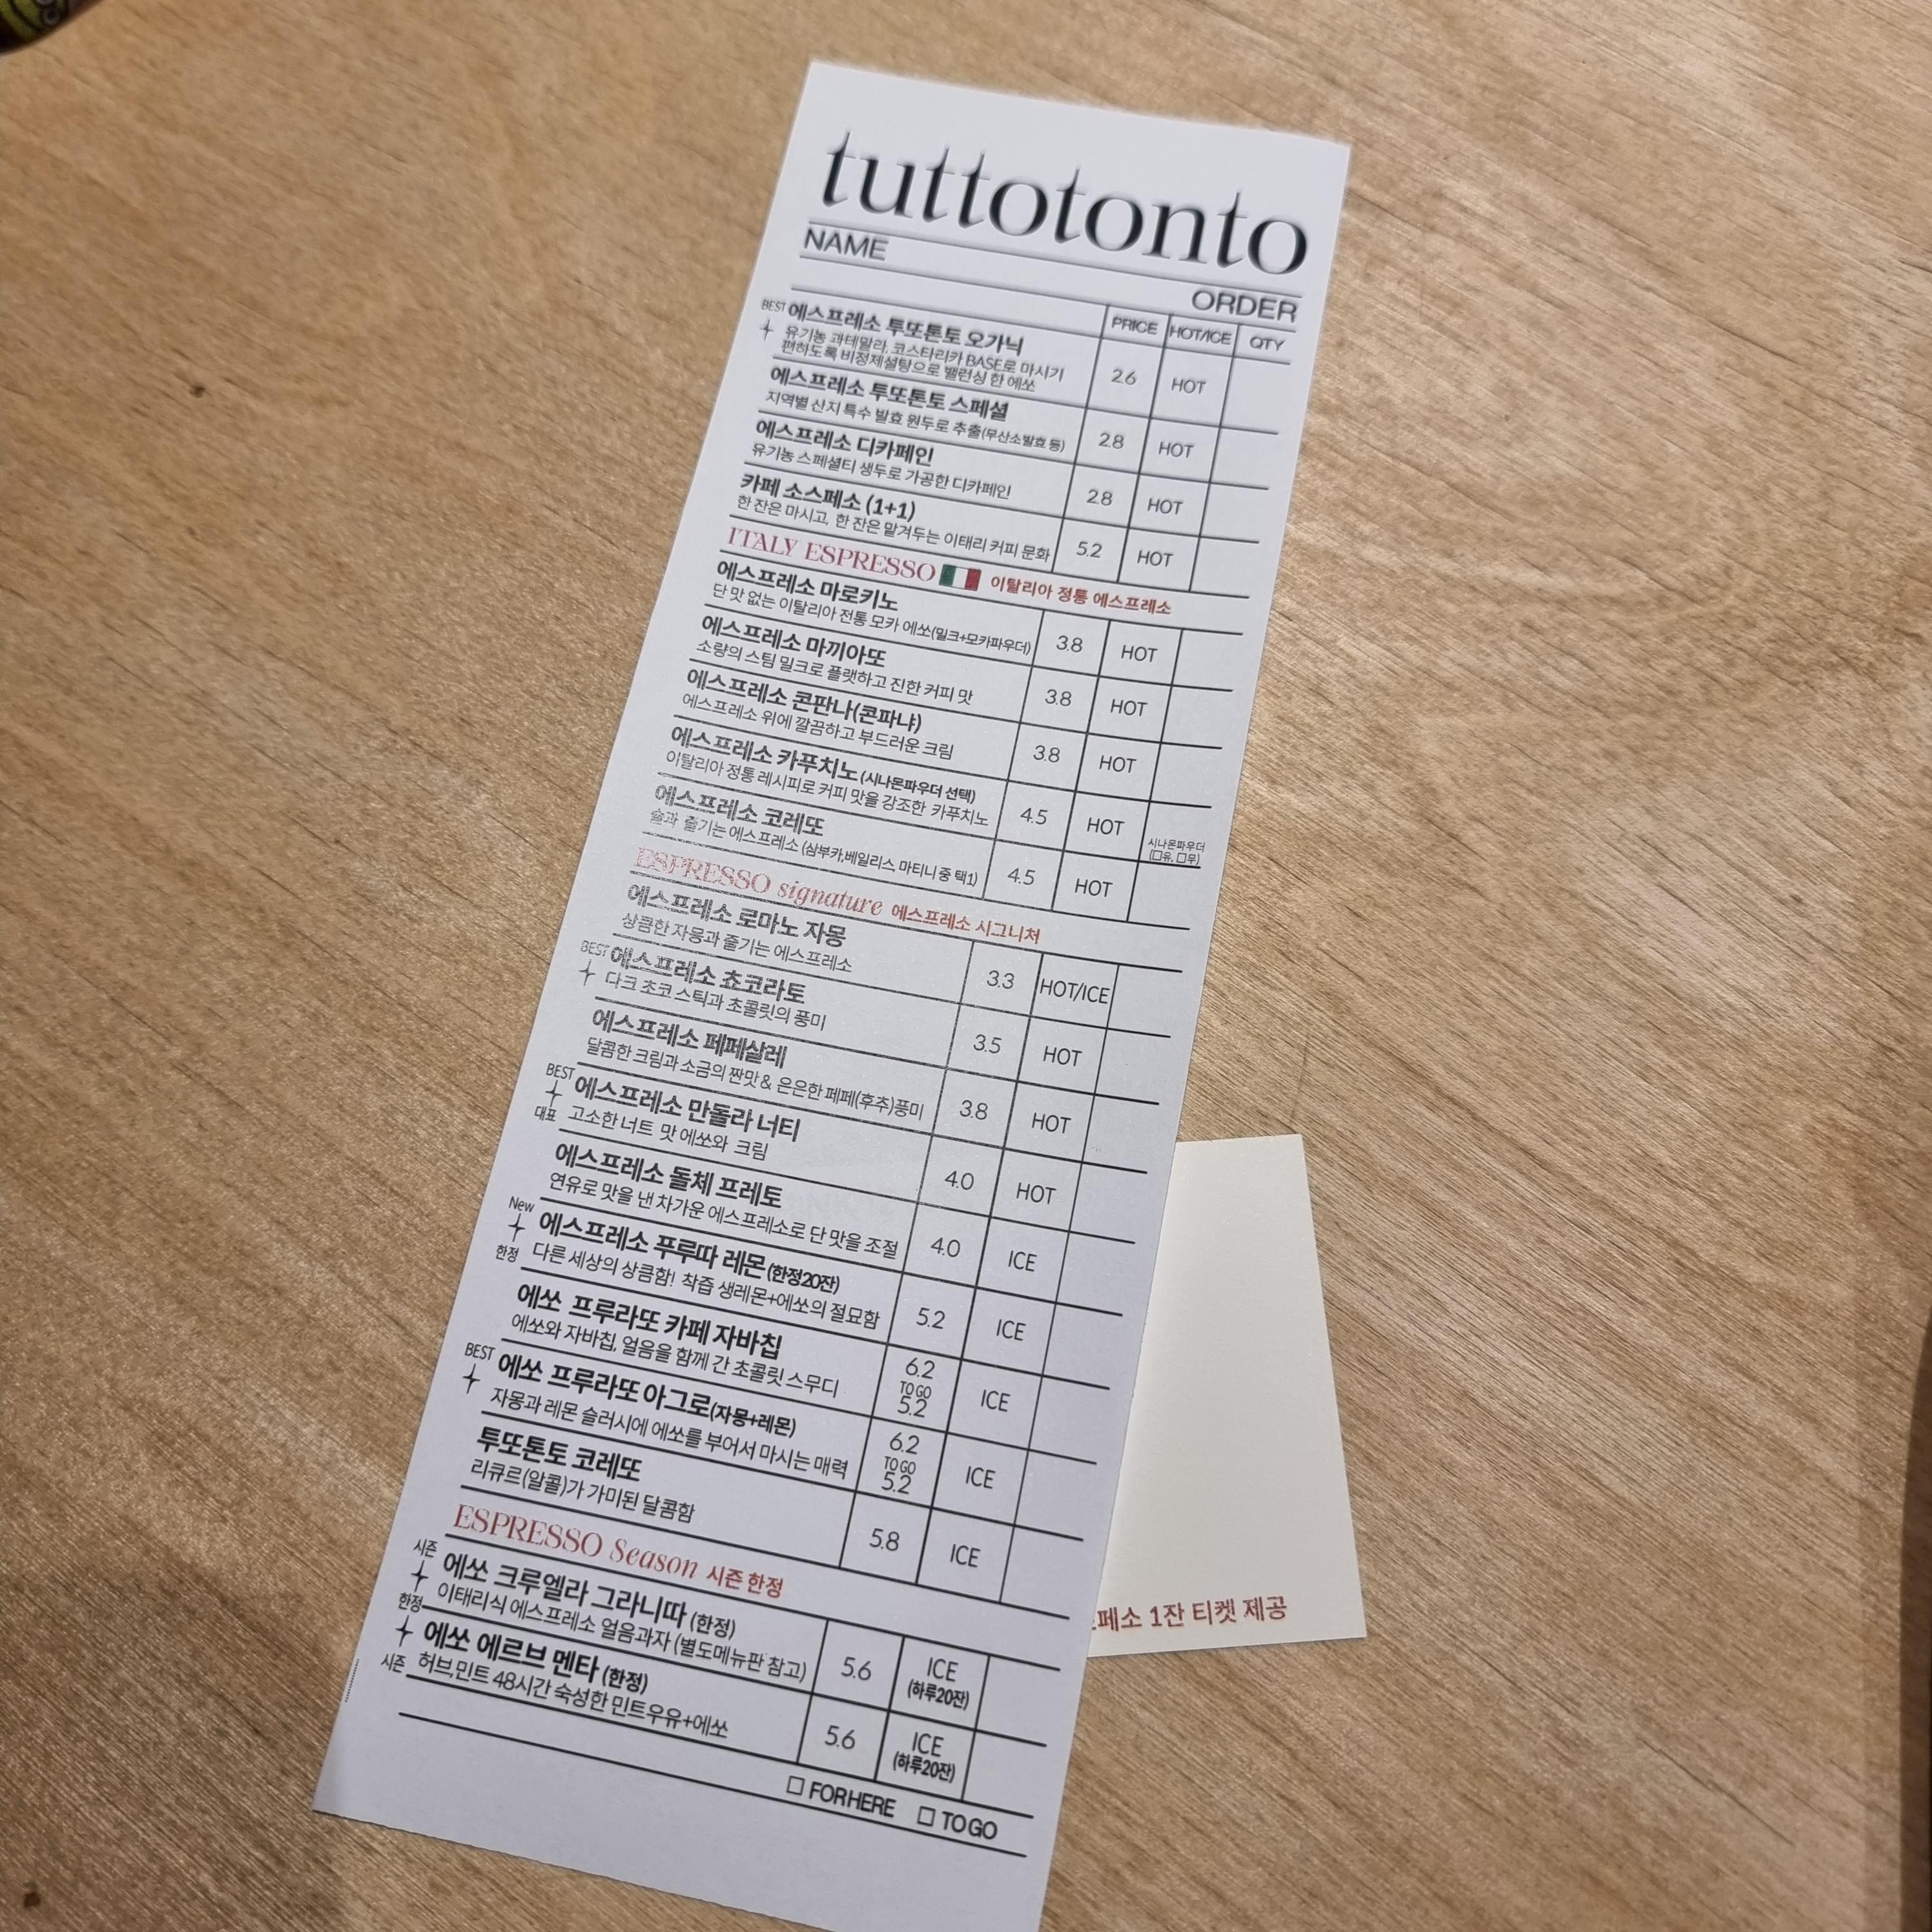 tuttotonto
NAME
ORDER
PRICE HOT/ICE QTY
BEST 에스프레소 투또톤토 오가닉
유기농 과테말라, 코스타리카 BASE로 마시기
편하도록 비정제설탕으로 밸런싱 한 에쏘
2.6 HOT
에스프레소 투또톤토 스페셜
지역별 산지 특수 발효 원두로 추출(무산소발효 등)
2.8 HOT
에스프레소 디카페인
유기농 스페셜티 생두로 가공한 디카페인
2.8 HOT
카페 소스페소 (1+1)
한 잔은 마시고, 한 잔은 맡겨두는 이태리 커피 문화
5.2 HOT
ITALY ESPRESSO 이탈리아 정통 에스프레소
에스프레소 마로키노
단 맛 없는 이탈리아 전통 모카 에쏘(밀크+모카파우더)
3.8 HOT
에스프레소 마끼아또
소량의 스팀 밀크로 플랫하고 진한 커피 맛
3.8 HOT
에스프레소 콘판나(콘파냐)
에스프레소 위에 깔끔하고 부드러운 크림
3.8 HOT
에스프레소 카푸치노 (시나몬파우더 선택)
이탈리아 정통 레시피로 커피 맛을 강조한 카푸치노
4.5 HOT
시나몬파우더
(□유, □무)
에스프레소 코레또
술과 즐기는 에스프레소 (삼부카,베일리스 마티니 중 택1)
4.5 HOT
ESPRESSO signature 에스프레소 시그니처
에스프레소 로마노 자몽
상큼한 자몽과 즐기는 에스프레소
3.3 HOT/ICE
BEST 에스프레소 쵸코라토
다크 초코 스틱과 초콜릿의 풍미
3.5 HOT
에스프레소 페페살레
달콤한 크림과 소금의 짠맛 & 은은한 페페(후추)풍미
3.8 HOT
BEST 에스프레소 만돌라 너티
대표 고소한 너트 맛 에쏘와 크림
4.0 HOT
에스프레소 돌체 프레토
연유로 맛을 낸 차가운 에스프레소로 단 맛을 조절
4.0 ICE
New 에스프레소 푸루따 레몬 (한정20잔)
한정 다른 세상의 상큼함! 착즙 생레몬+에쏘의 절묘함
5.2 ICE
에쏘 프루라또 카페 자바칩
에쏘와 자바칩, 얼음을 함께 간 초콜릿 스무디
6.2
TO GO
5.2
ICE
BEST 에쏘 프루라또 아그로(자몽+레몬)
자몽과 레몬 슬러시에 에쏘를 부어서 마시는 매력
6.2
TO GO
5.2
ICE
투또톤토 코레또
리큐르(알콜)가 가미된 달콤함
5.8 ICE
ESPRESSO Season 시즌 한정
시즌 에쏘 크루엘라 그라니따 (한정)
한정 이태리식 에스프레소 얼음과자 (별도메뉴판 참고)
5.6 ICE
(하루20잔)
에쏘 에르브 멘타 (한정)
시즌 허브,민트 48시간 숙성한 민트우유+에쏘
5.6 ICE
(하루20잔)
□ FOR HERE □ TO GO
페소 1잔 티켓 제공